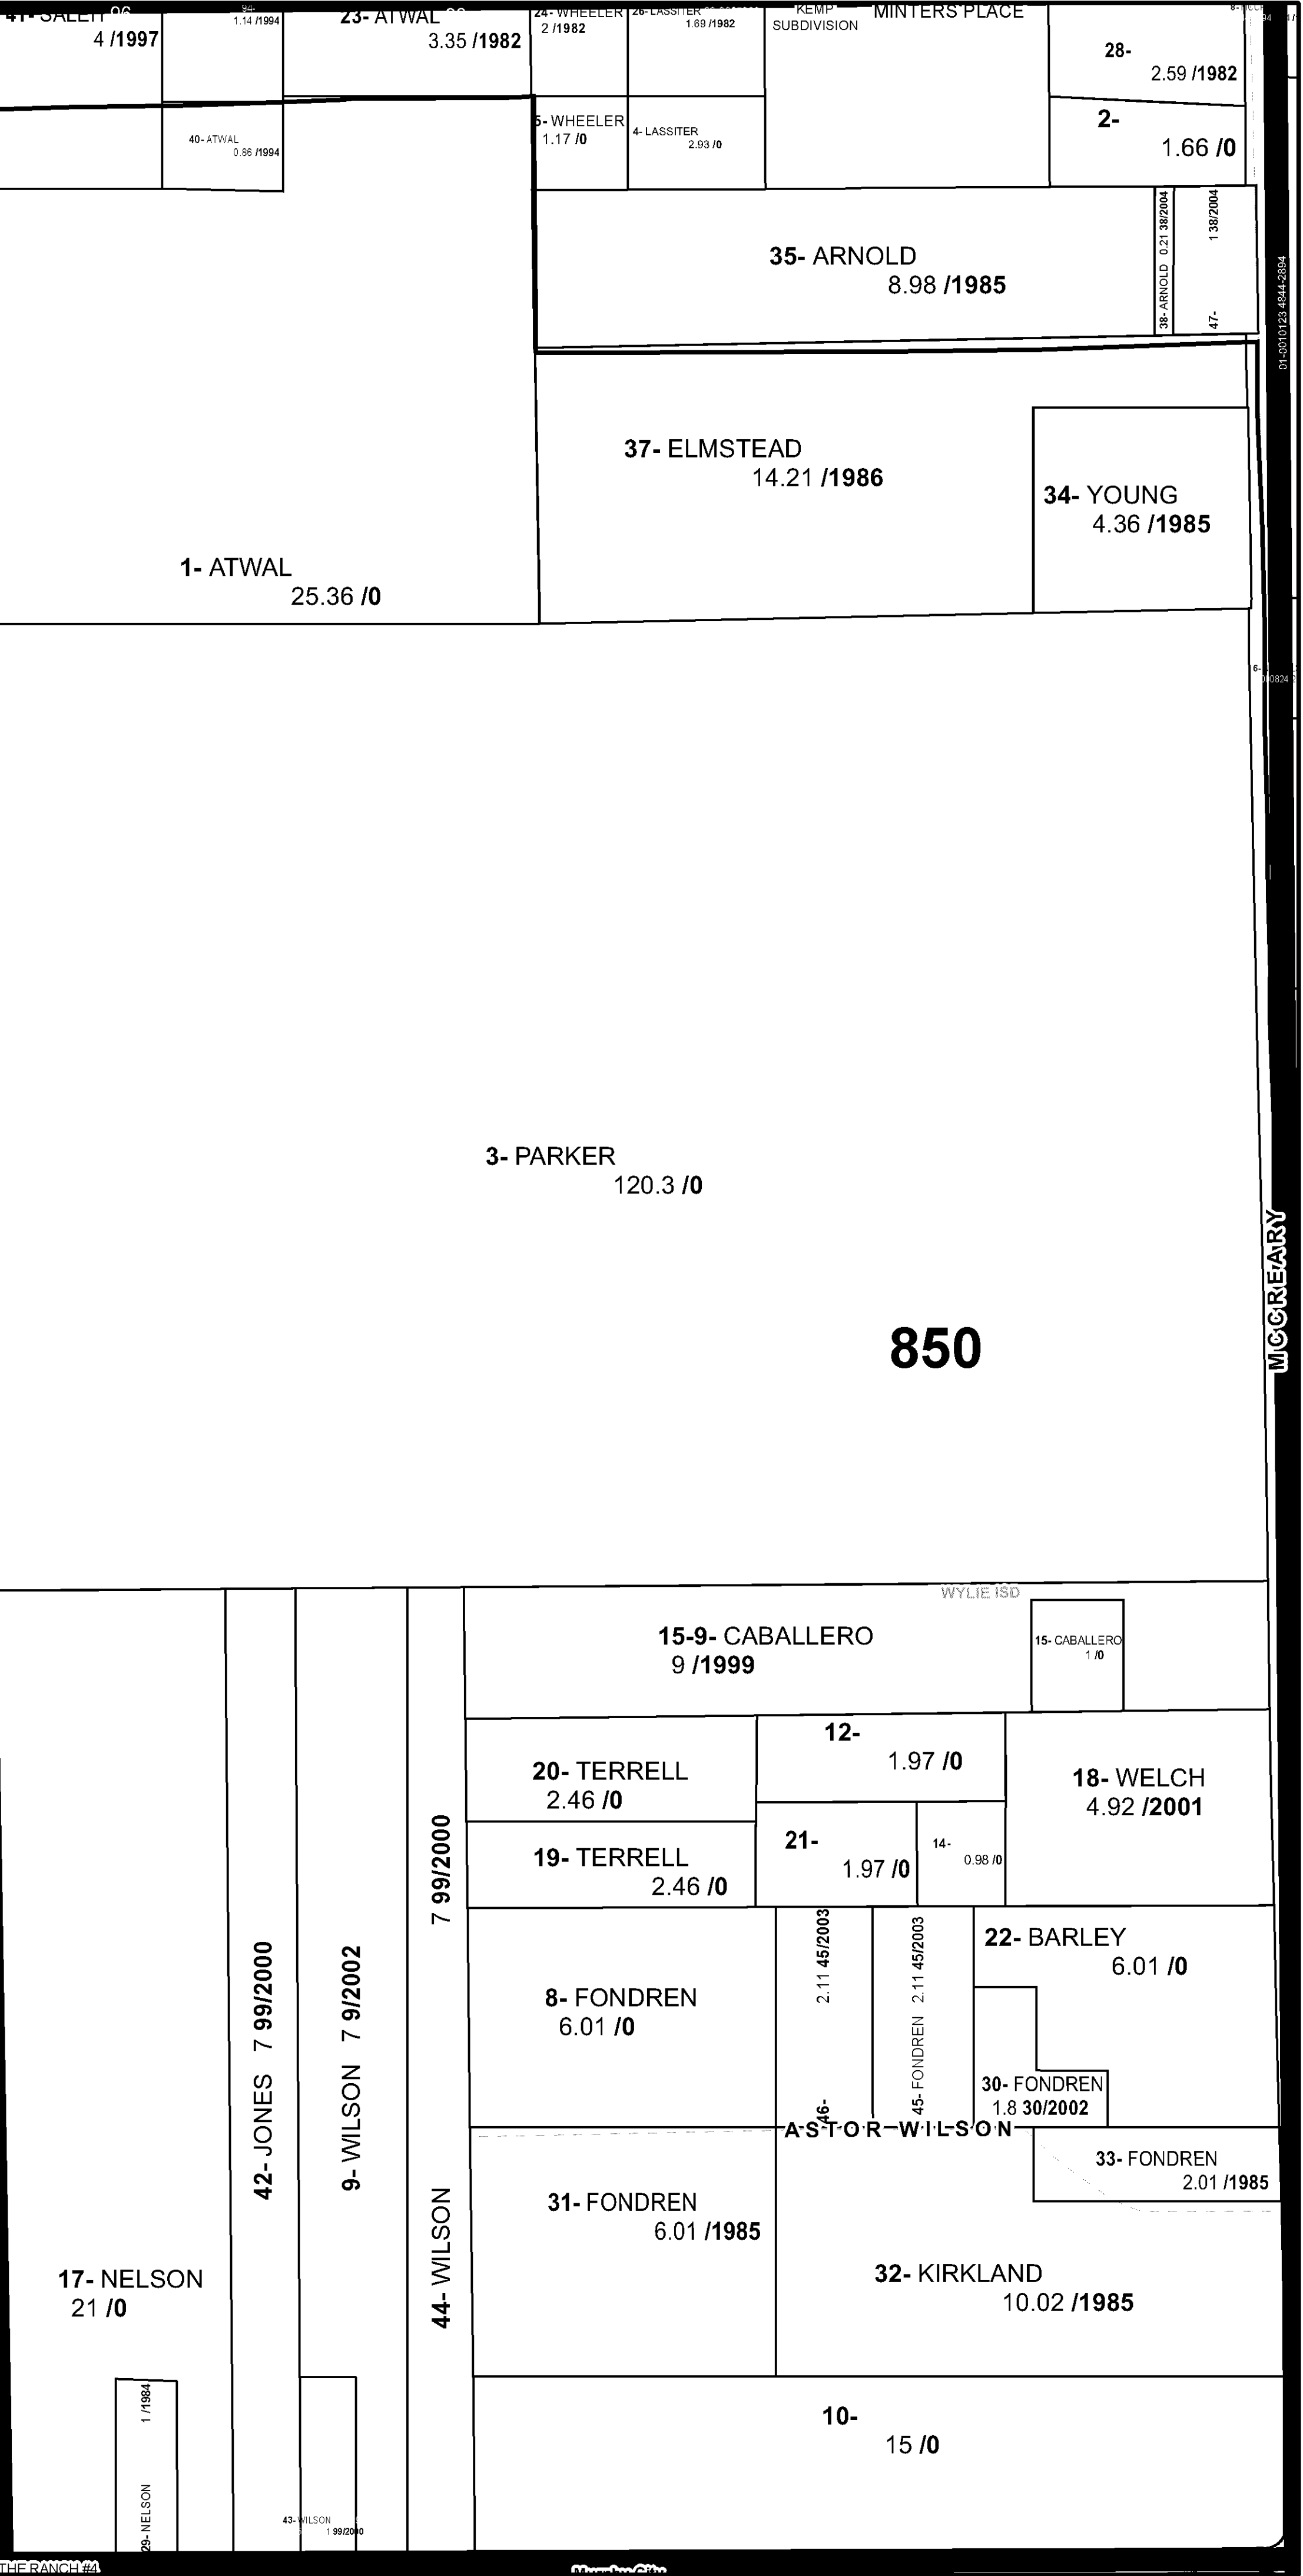 4 /1997
1.14 /1994
23- ATWAL
3.35 /1982
24- WHEELER
2 /1982
26- LASSITER
1.69 /1982
KEMP
SUBDIVISION
MINTERS PLACE
28-
2.59 /1982
40- ATWAL
0.86 /1994
5- WHEELER
1.17 /0
4- LASSITER
2.93 /0
2-
1.66 /0
35- ARNOLD
8.98 /1985
38- ARNOLD 0.21 38/2004
47- 1 38/2004
01-0010123 4844-2894
37- ELMSTEAD
14.21 /1986
34- YOUNG
4.36 /1985
1- ATWAL
25.36 /0
6-
3- PARKER
120.3 /0
850
MCCREARY
WYLIE ISD
15-9- CABALLERO
9 /1999
15- CABALLERO
1 /0
20- TERRELL
2.46 /0
12-
1.97 /0
18- WELCH
4.92 /2001
19- TERRELL
2.46 /0
21-
1.97 /0
14-
0.98 /0
8- FONDREN
6.01 /0
46- 2.11 45/2003
45- FONDREN 2.11 45/2003
22- BARLEY
6.01 /0
30- FONDREN
1.8 30/2002
ASTOR WILSON
33- FONDREN
2.01 /1985
31- FONDREN
6.01 /1985
32- KIRKLAND
10.02 /1985
42- JONES 7 99/2000
9- WILSON 7 9/2002
44- WILSON 7 99/2000
17- NELSON
21 /0
29- NELSON 1 /1984
43- WILSON
1 99/2000
10-
15 /0
THE RANCH #4